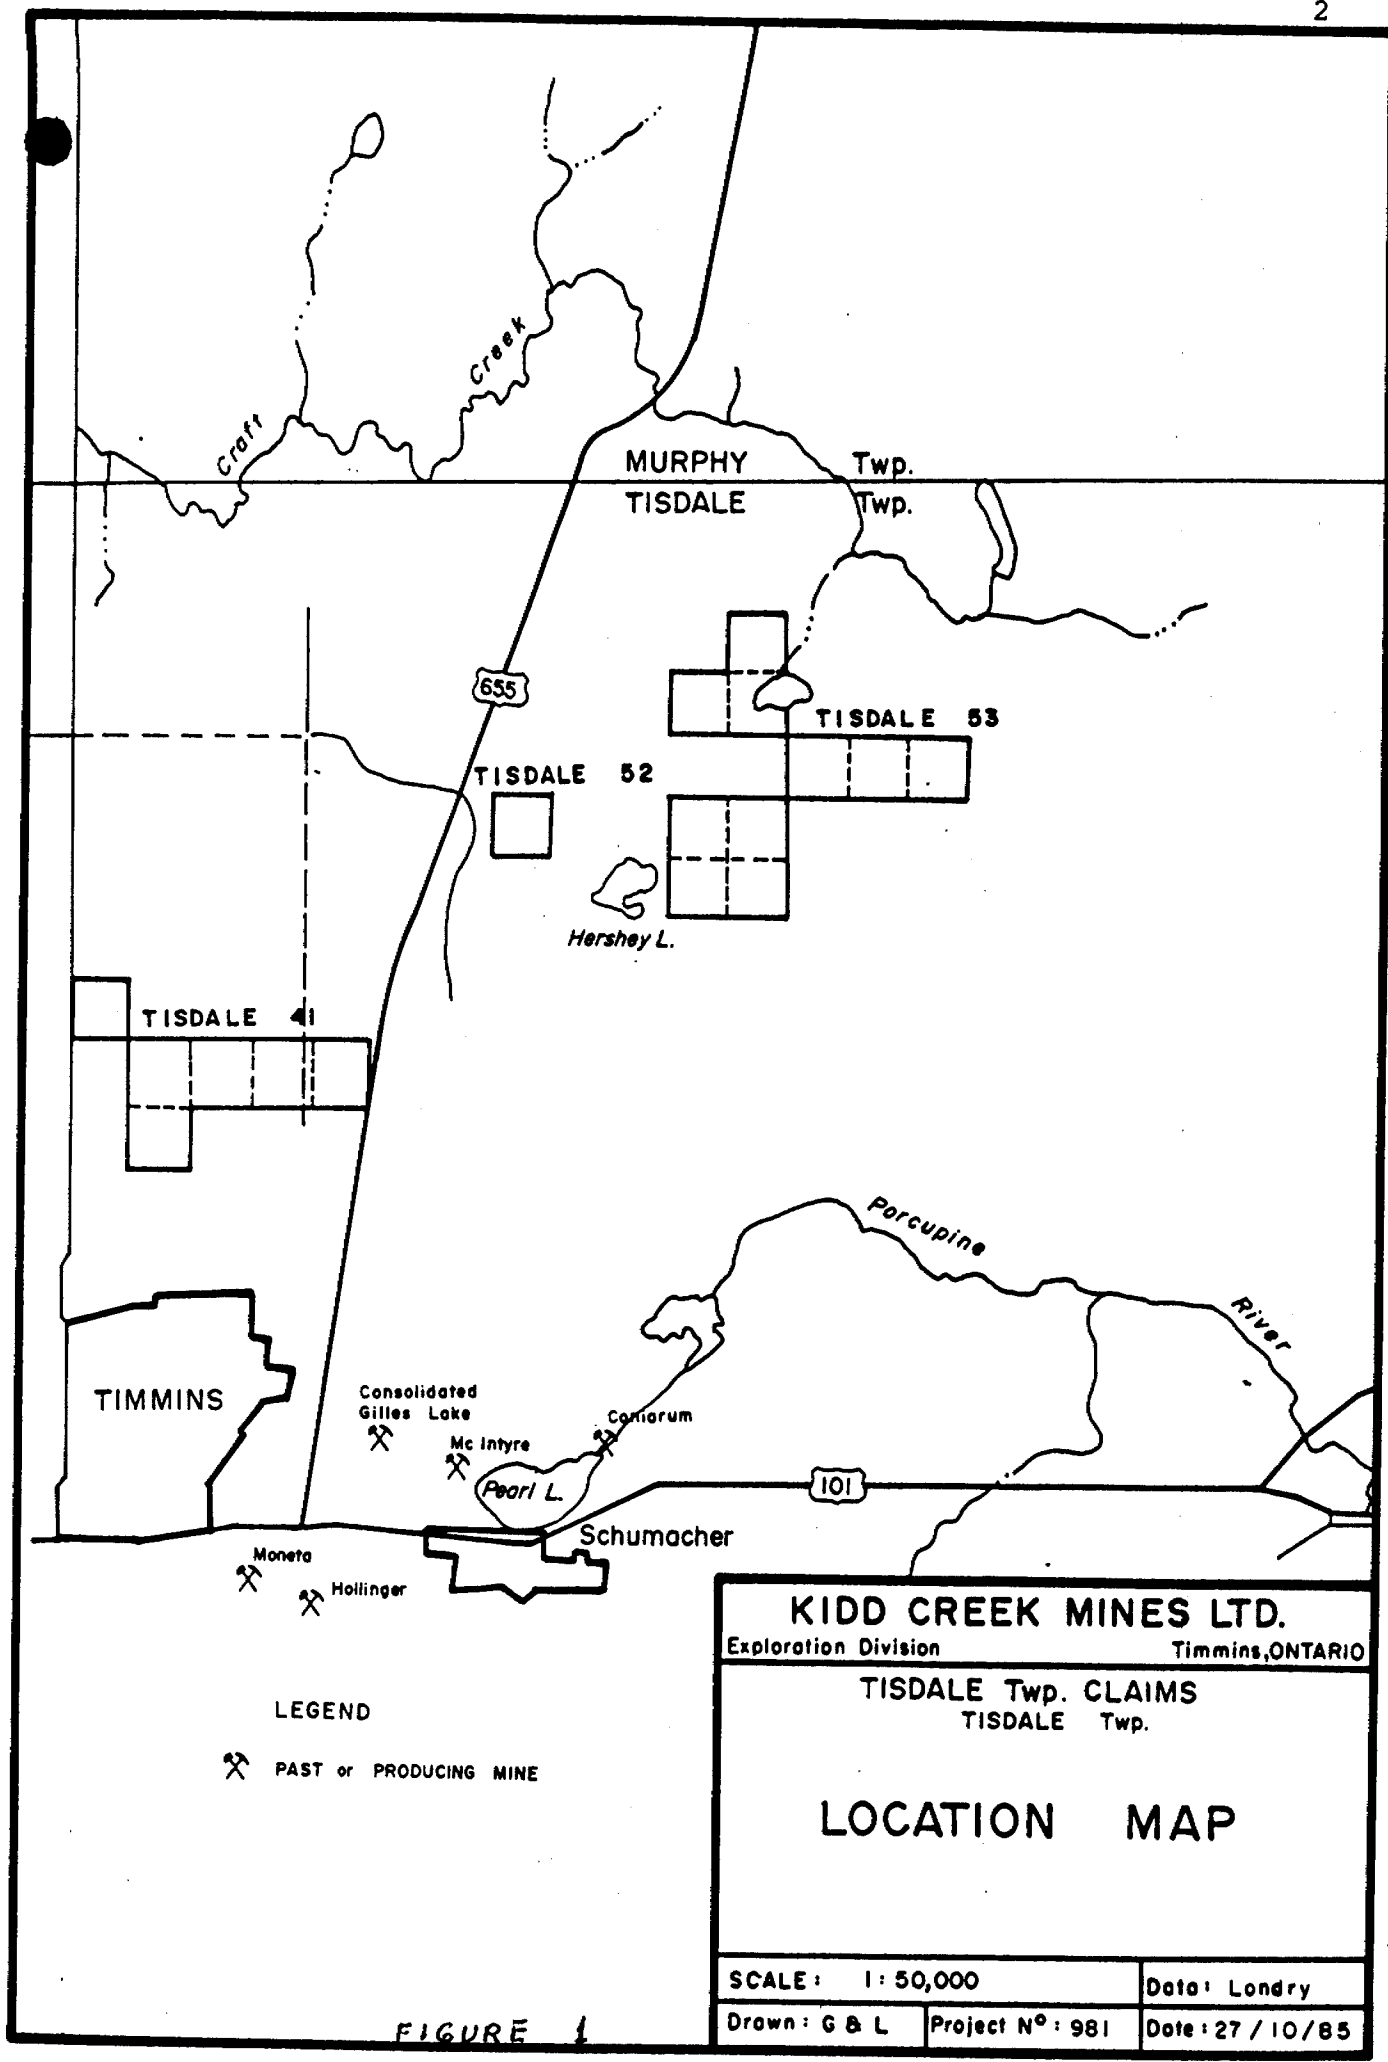 2
Craft Creek
MURPHY Twp.
TISDALE Twp.
655
TISDALE 53
TISDALE 52
Hershey L.
TISDALE 41
Porcupine River
TIMMINS
Consolidated
Gilles Lake
Mc Intyre
Coniarum
Pearl L.
101
Schumacher
Moneta
Hollinger
KIDD CREEK MINES LTD.
Exploration Division Timmins, ONTARIO
TISDALE Twp. CLAIMS
TISDALE Twp.
LEGEND
PAST or PRODUCING MINE
LOCATION MAP
SCALE: 1:50,000
Data: Londry
Drawn: G & L
Project Nº: 981
Date: 27/10/85
FIGURE 1